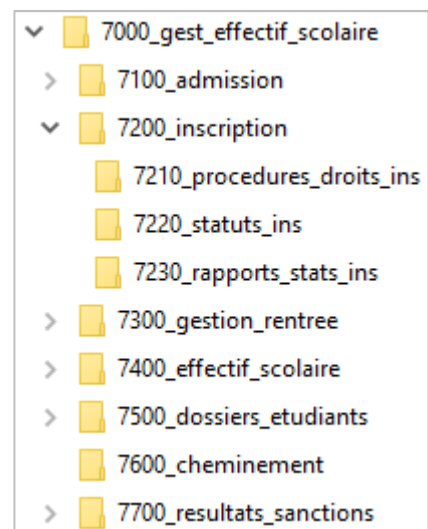 7000_gest_effectif_scolaire
7100_admission
7200_inscription
7210_procedures_droits_ins
7220_statuts_ins
7230_rapports_stats_ins
7300_gestion_rentree
7400_effectif_scolaire
7500_dossiers_etudiants
7600_cheminement
7700_resultats_sanctions